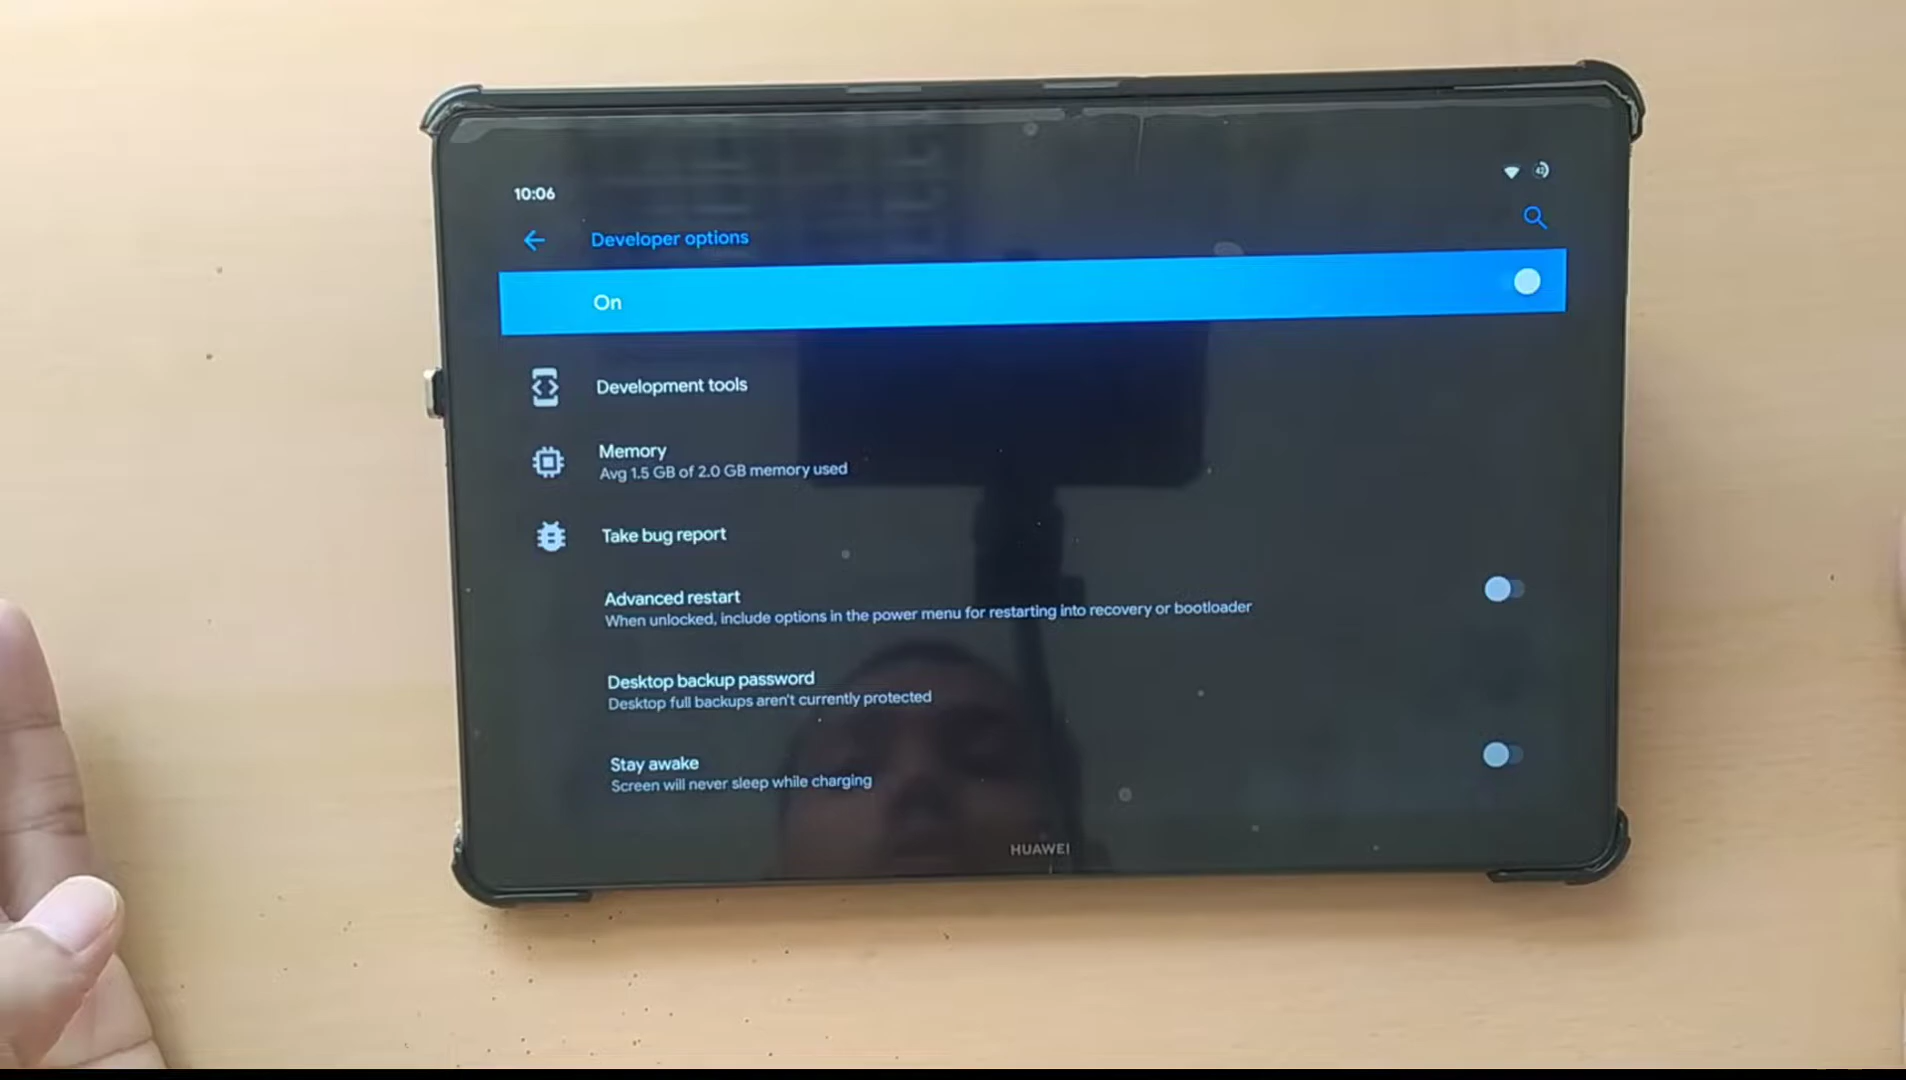 10:06
Developer options
On
Development tools
Memory
Avg 1.5 GB of 2.0 GB memory used
Take bug report
Advanced restart
When unlocked, include options in the power menu for restarting into recovery or bootloader
Desktop backup password
Desktop full backups aren't currently protected
Stay awake
Screen will never sleep while charging
HUAWEI